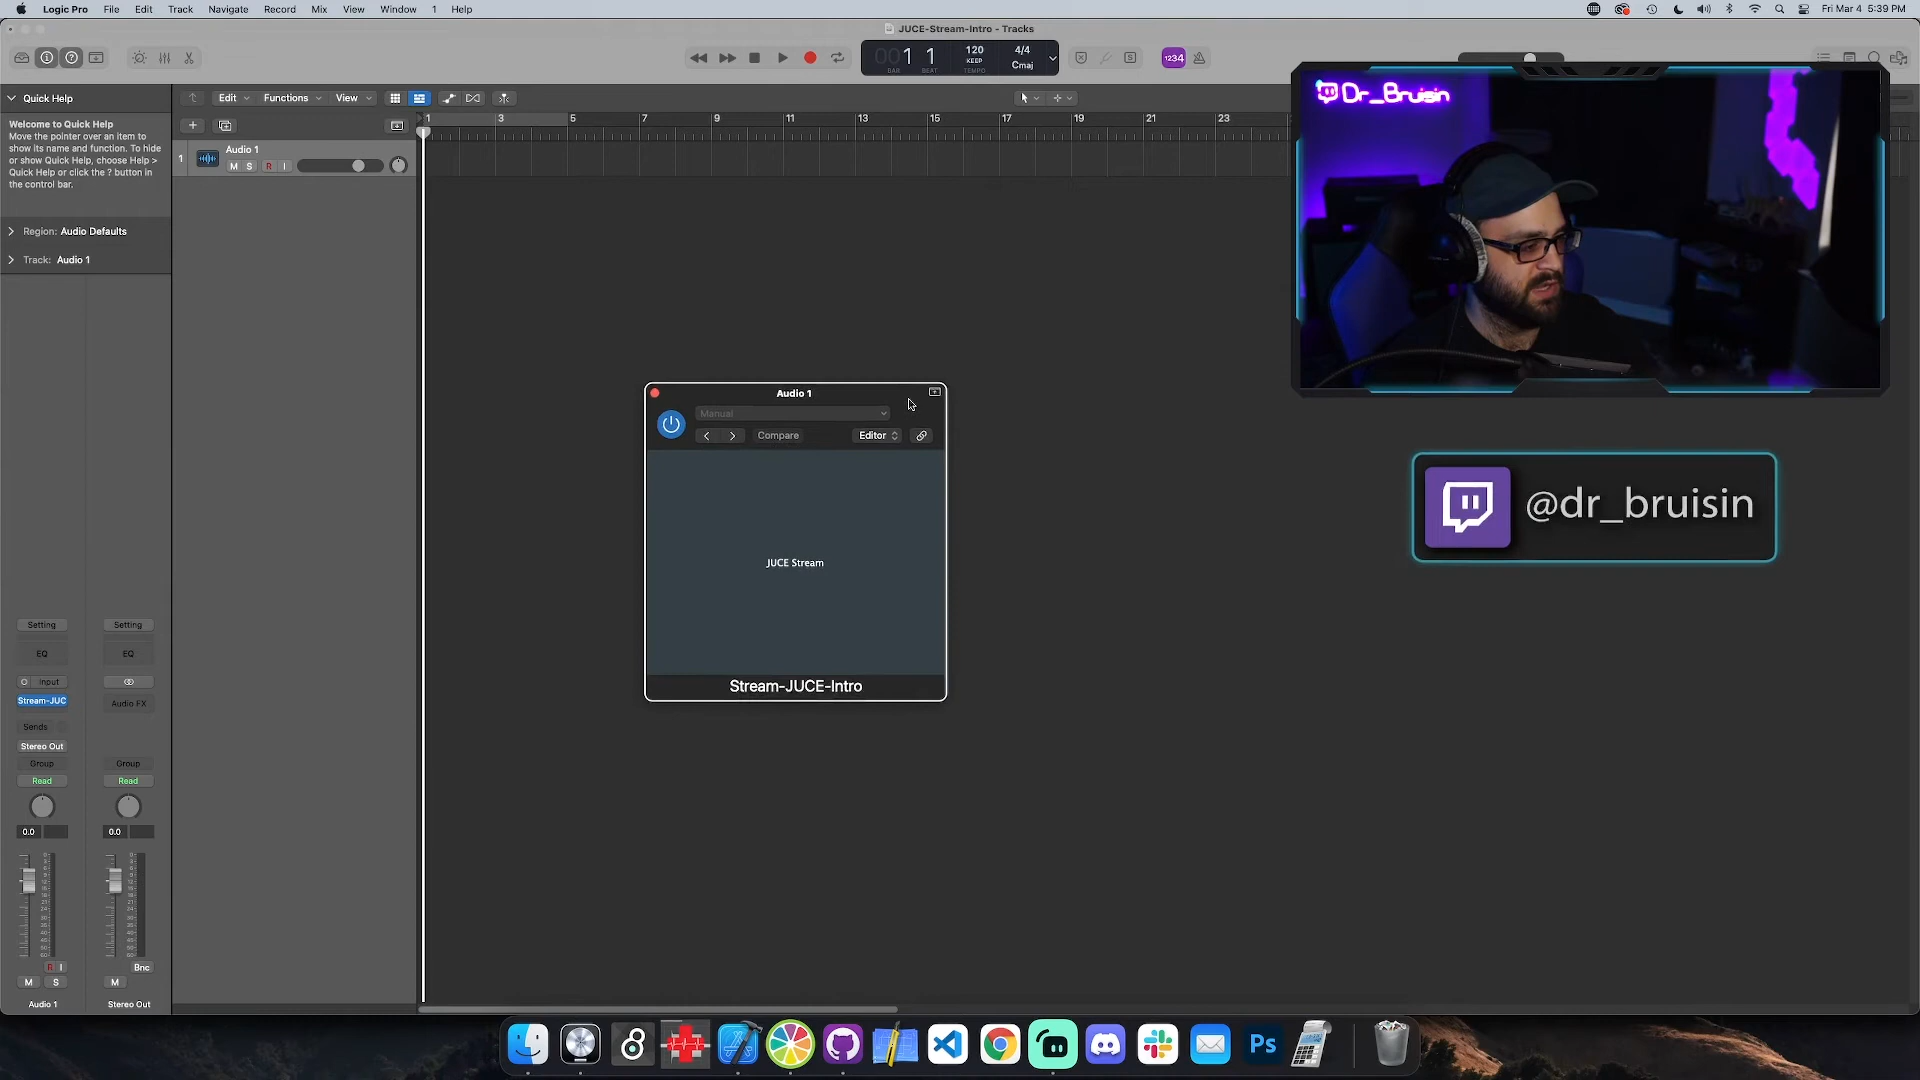 Logic Pro File Edit Track Navigate Record Mix View Window 1 Help
Fri Mar 4 5:39 PM
JUCE-Stream-Intro - Tracks
001 1
BAR BEAT
120
KEEP
TEMPO
4/4
Cmaj
1234
Quick Help
Edit Functions View
Welcome to Quick Help
Move the pointer over an item to
show its name and function. To hide
or show Quick Help, choose Help >
Quick Help or click the ? button in
the control bar.
Region: Audio Defaults
Track: Audio 1
1 3 5 7 9 11 13 15 17 19 21 23
1 Audio 1
M S R I
Dr_Bruisin
@dr_bruisin
Audio 1
Manual
Compare
Editor
JUCE Stream
Stream-JUCE-Intro
Setting Setting
EQ EQ
Input
Stream-JUC
Audio FX
Sends
Stereo Out
Group Group
Read Read
0.0 0.0
R I
Bnc
M S M
Audio 1 Stereo Out
Ps